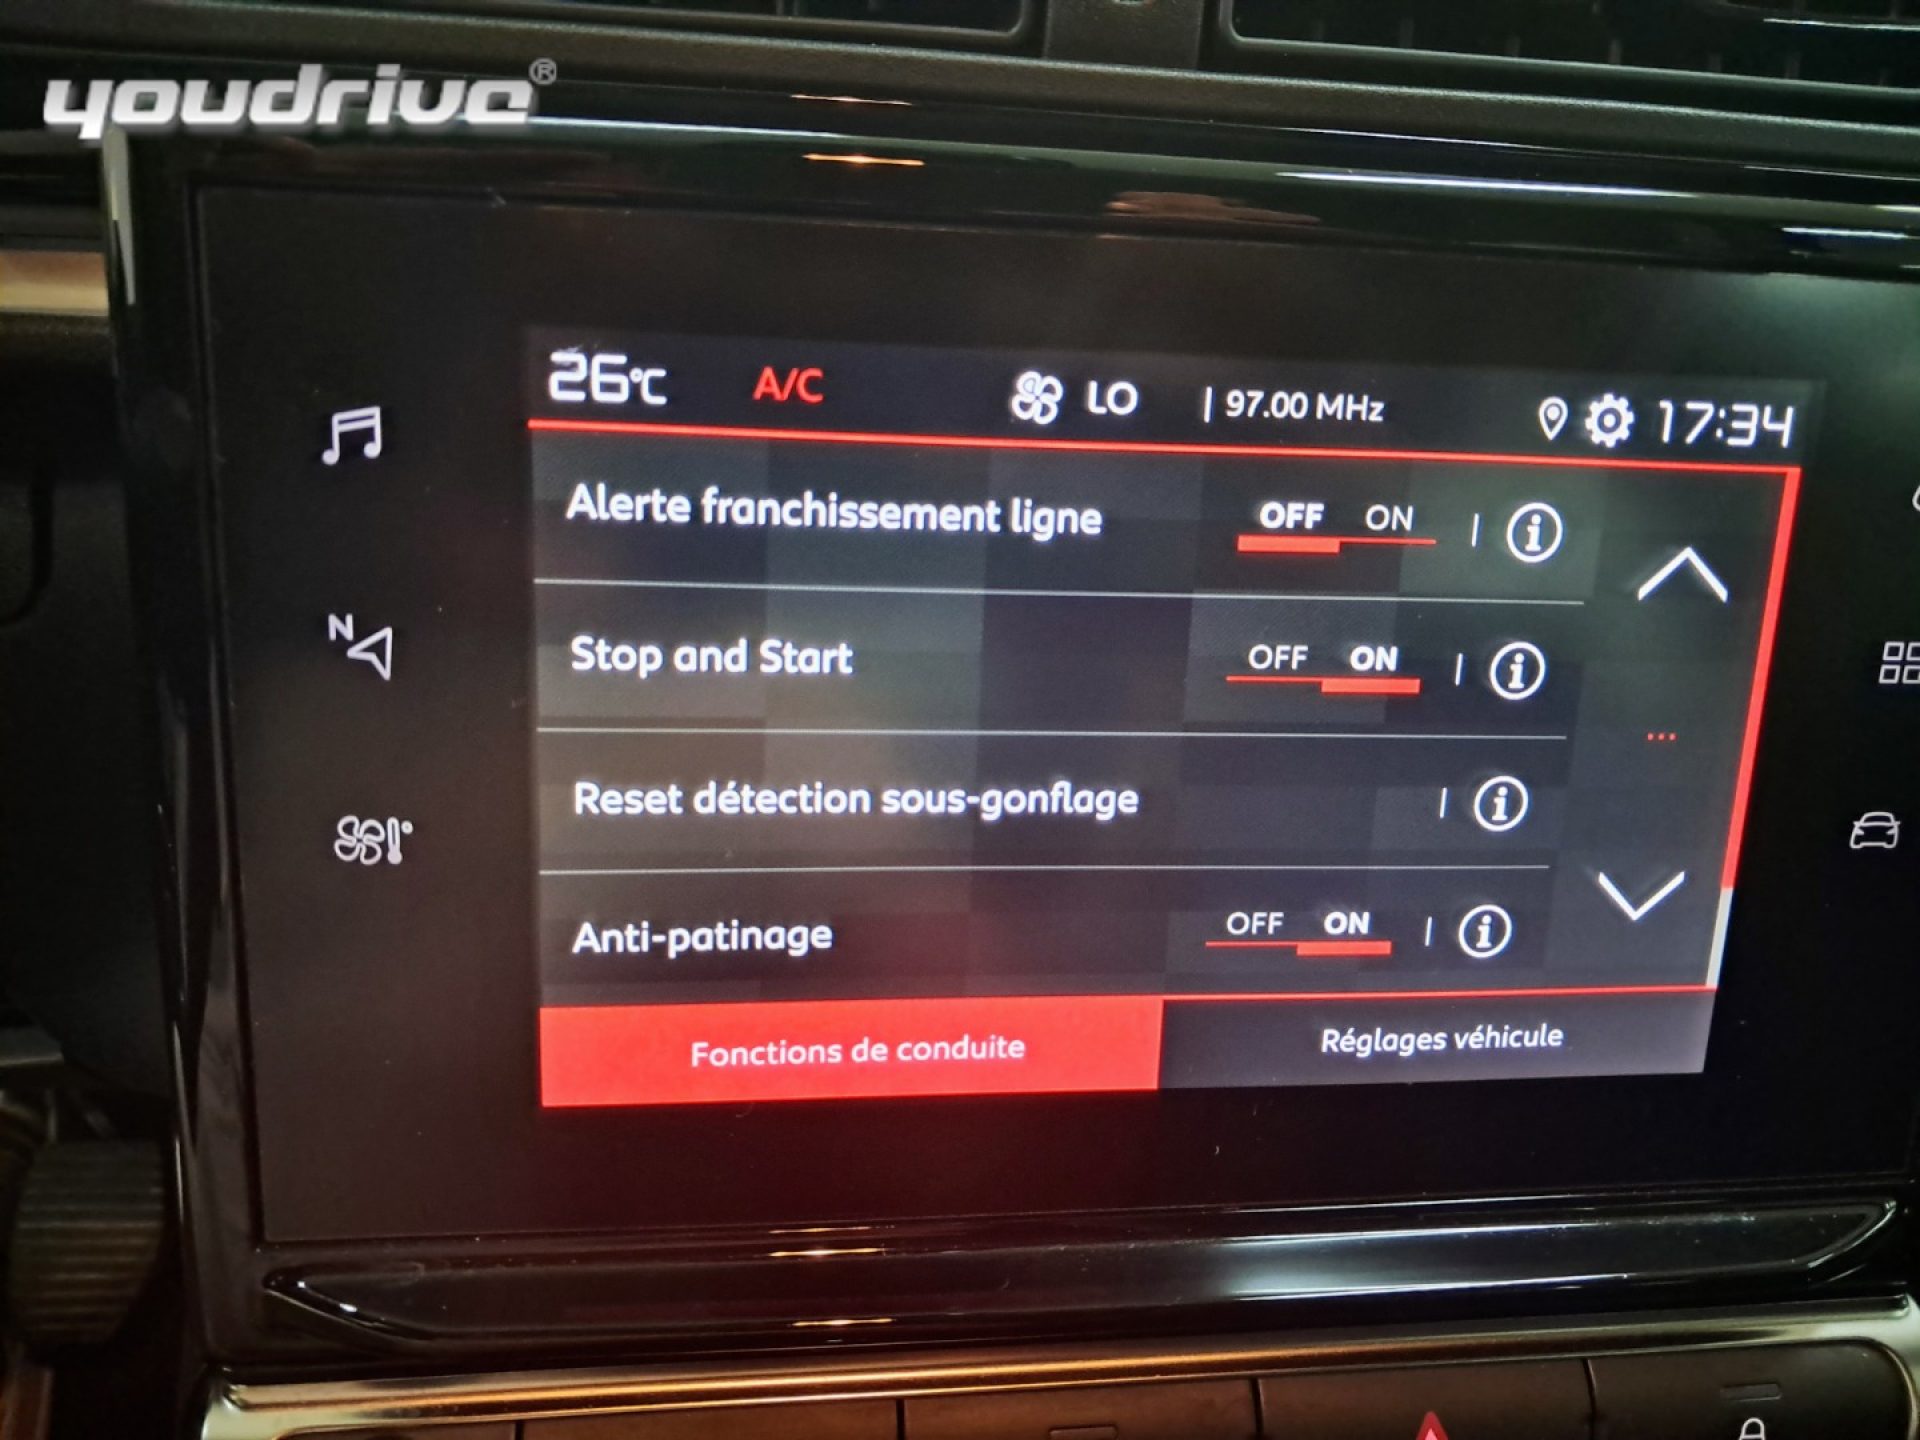 youdrive®
26°C A/C LO | 97.00 MHz 17:34
Alerte franchissement ligne OFF ON
N
Stop and Start OFF ON
Reset détection sous-gonflage
Anti-patinage OFF ON
Fonctions de conduite Réglages véhicule